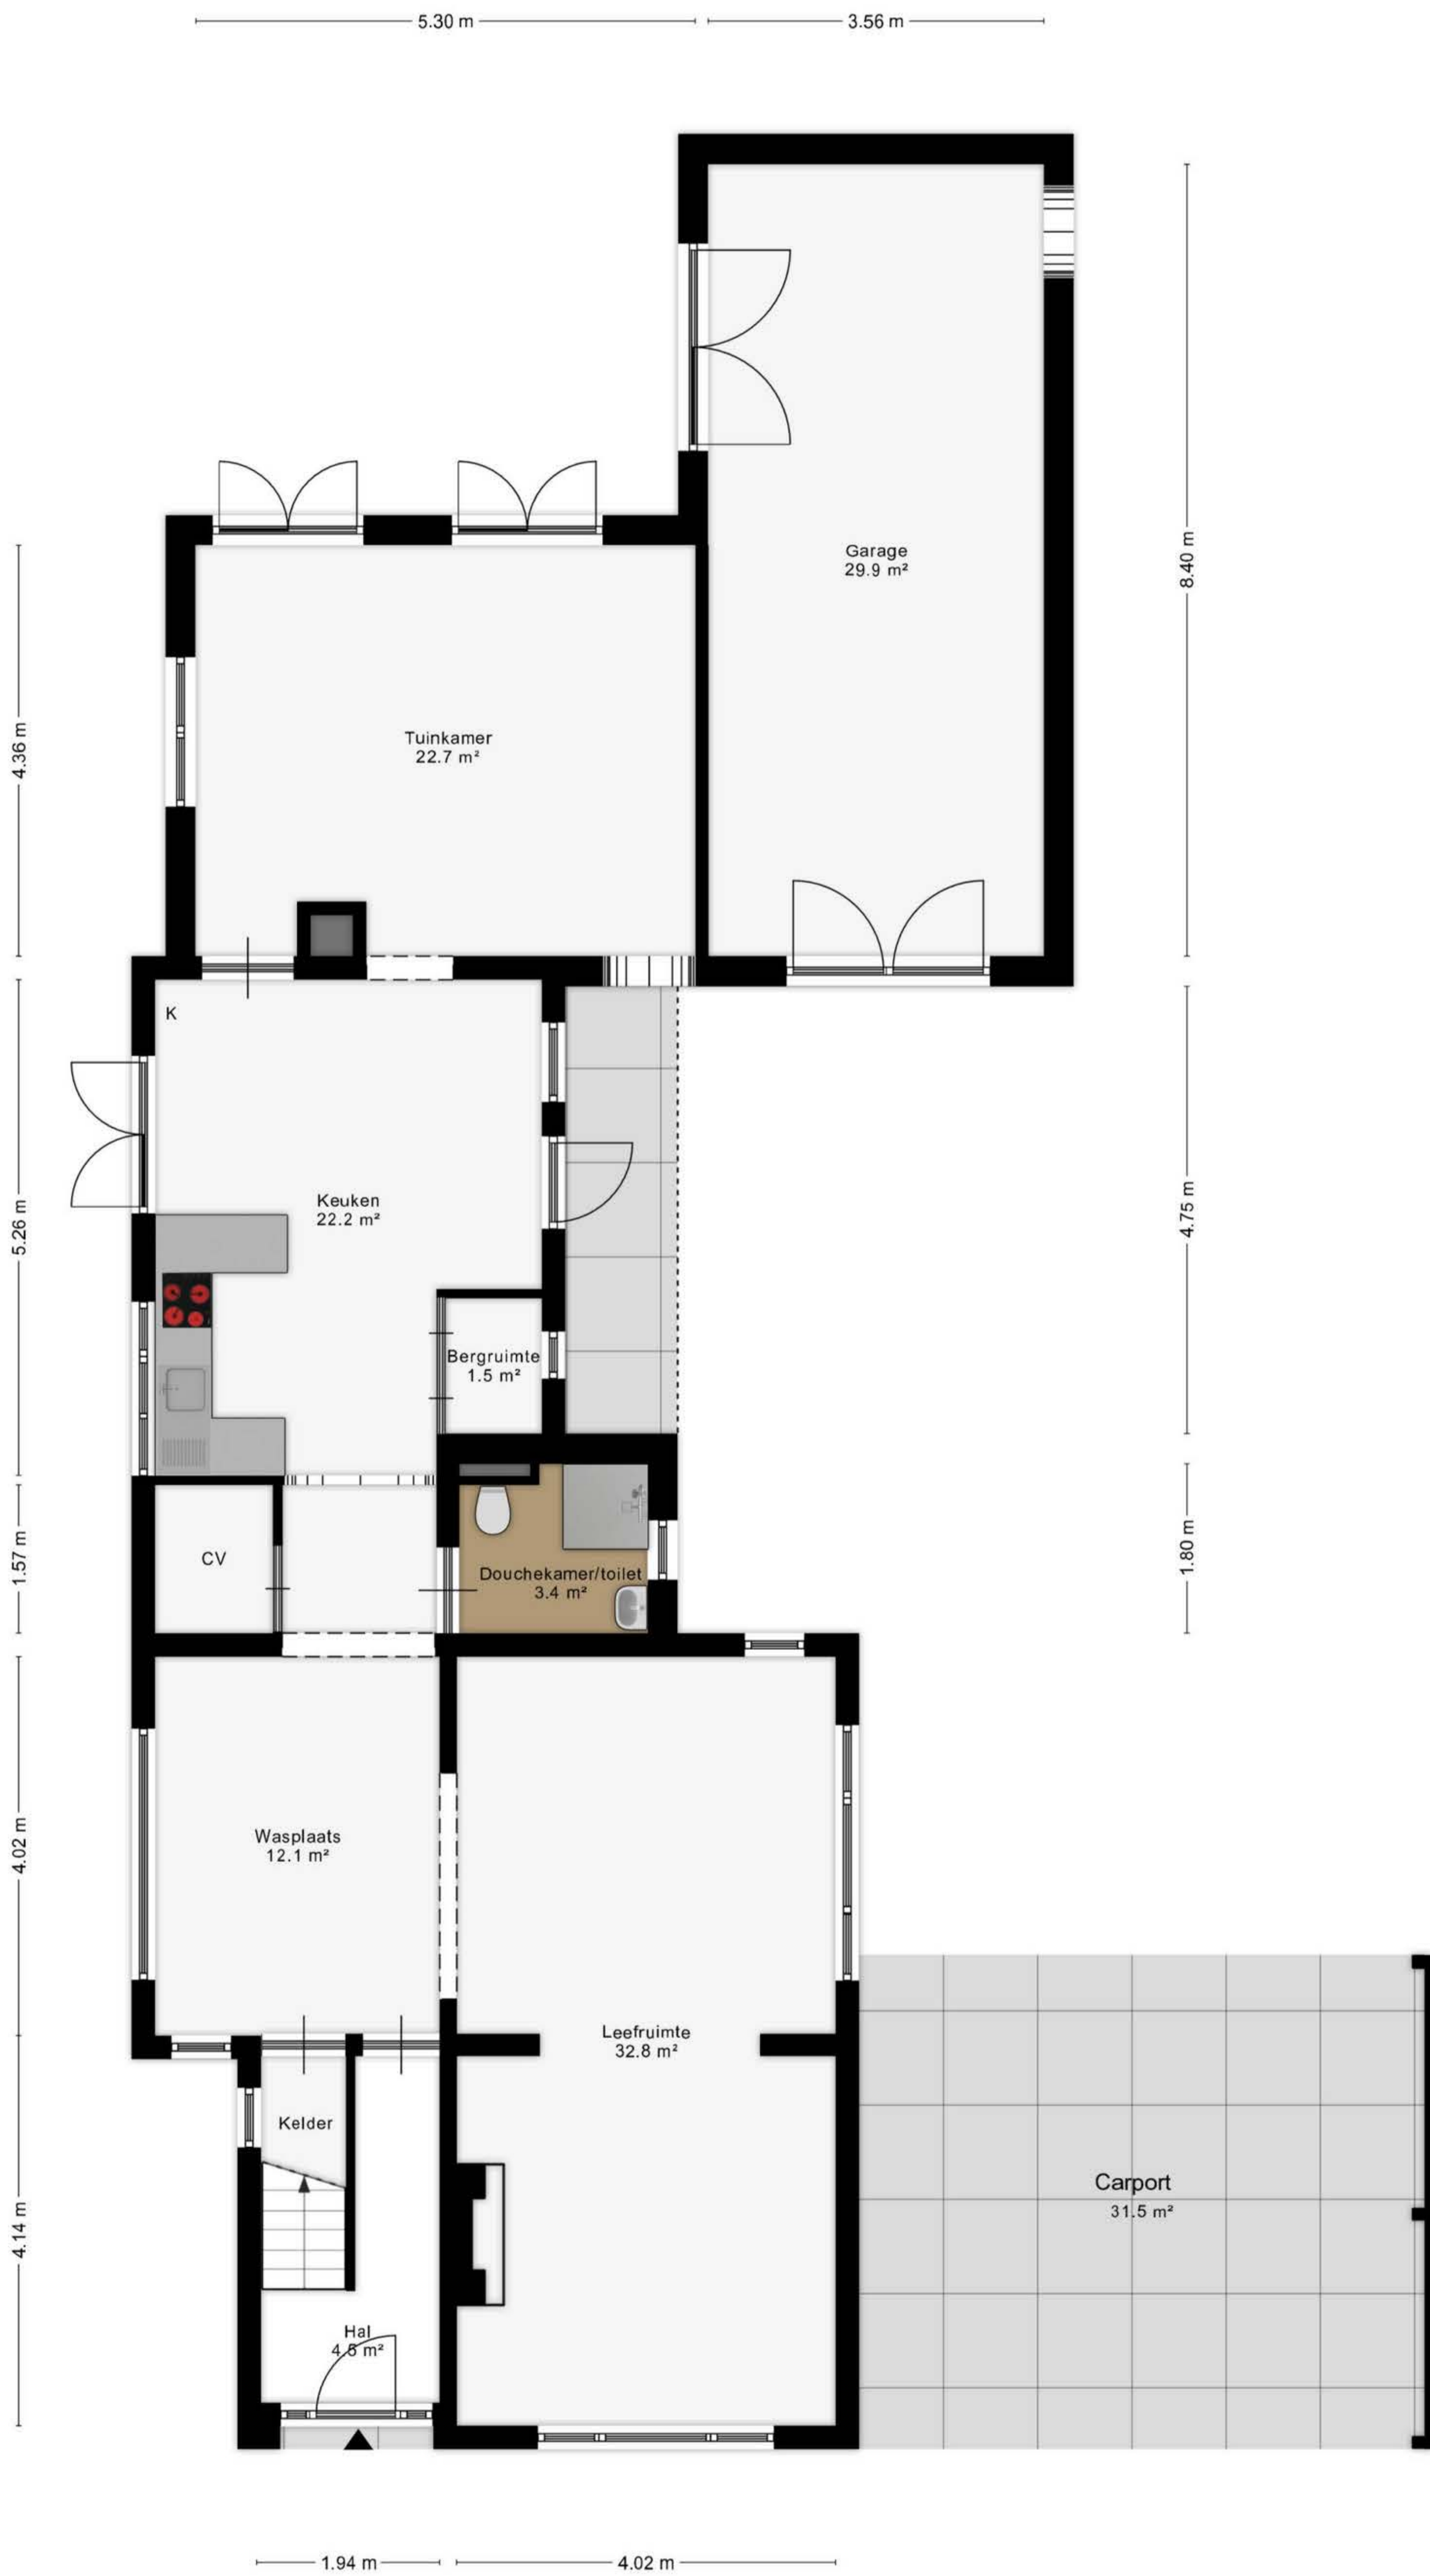 5.30 m
3.56 m
Garage
29.9 m²
8.40 m
4.36 m
Tuinkamer
22.7 m²
K
5.26 m
Keuken
22.2 m²
4.75 m
Bergruimte
1.5 m²
1.57 m
CV
Douchekamer/toilet
3.4 m²
1.80 m
4.02 m
Wasplaats
12.1 m²
Leefruimte
32.8 m²
Kelder
4.14 m
Carport
31.5 m²
Hal
4.5 m²
1.94 m
4.02 m